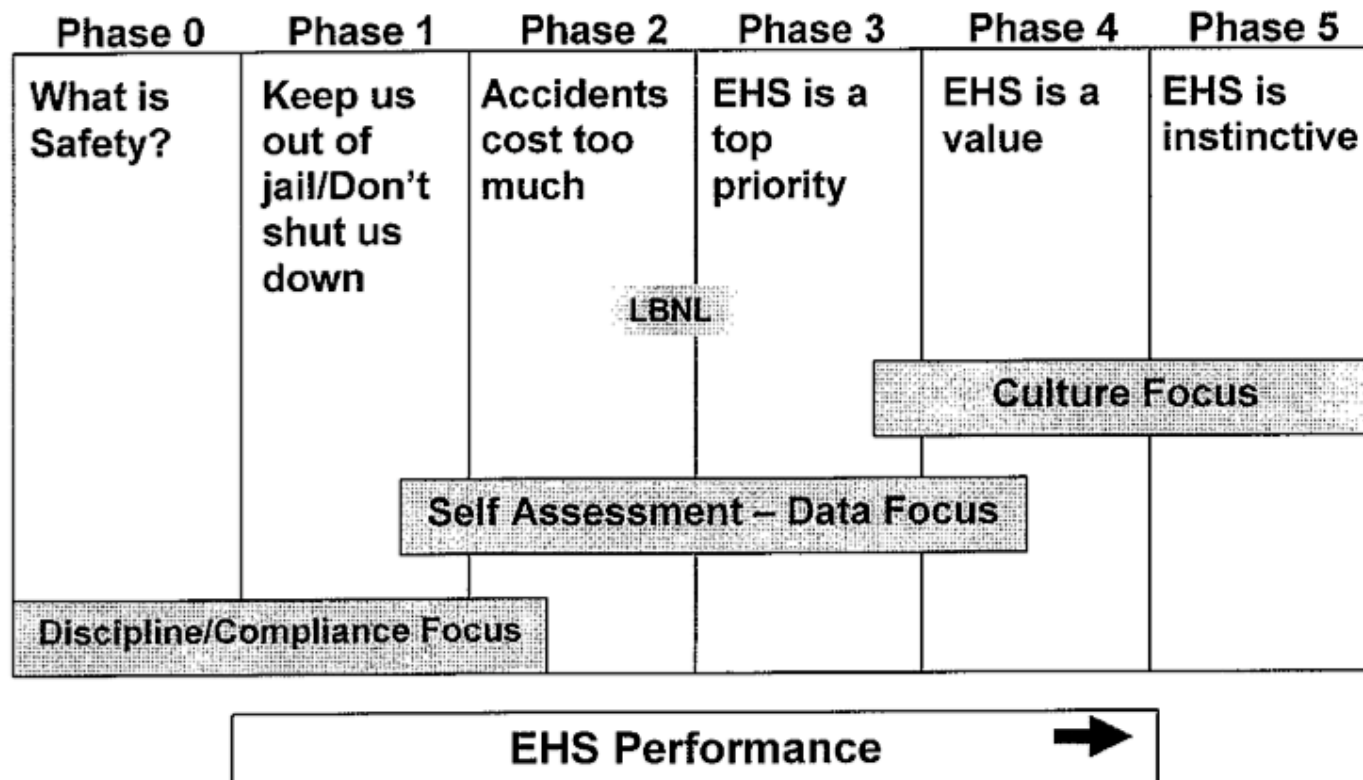 Phase 0 Phase 1 Phase 2 Phase 3 Phase 4 Phase 5
What is
Safety?
Keep us
out of
jail/Don't
shut us
down
Accidents
cost too
much
EHS is a
top
priority
EHS is a
value
EHS is
instinctive
LBNL
Culture Focus
Self Assessment – Data Focus
Discipline/Compliance Focus
EHS Performance